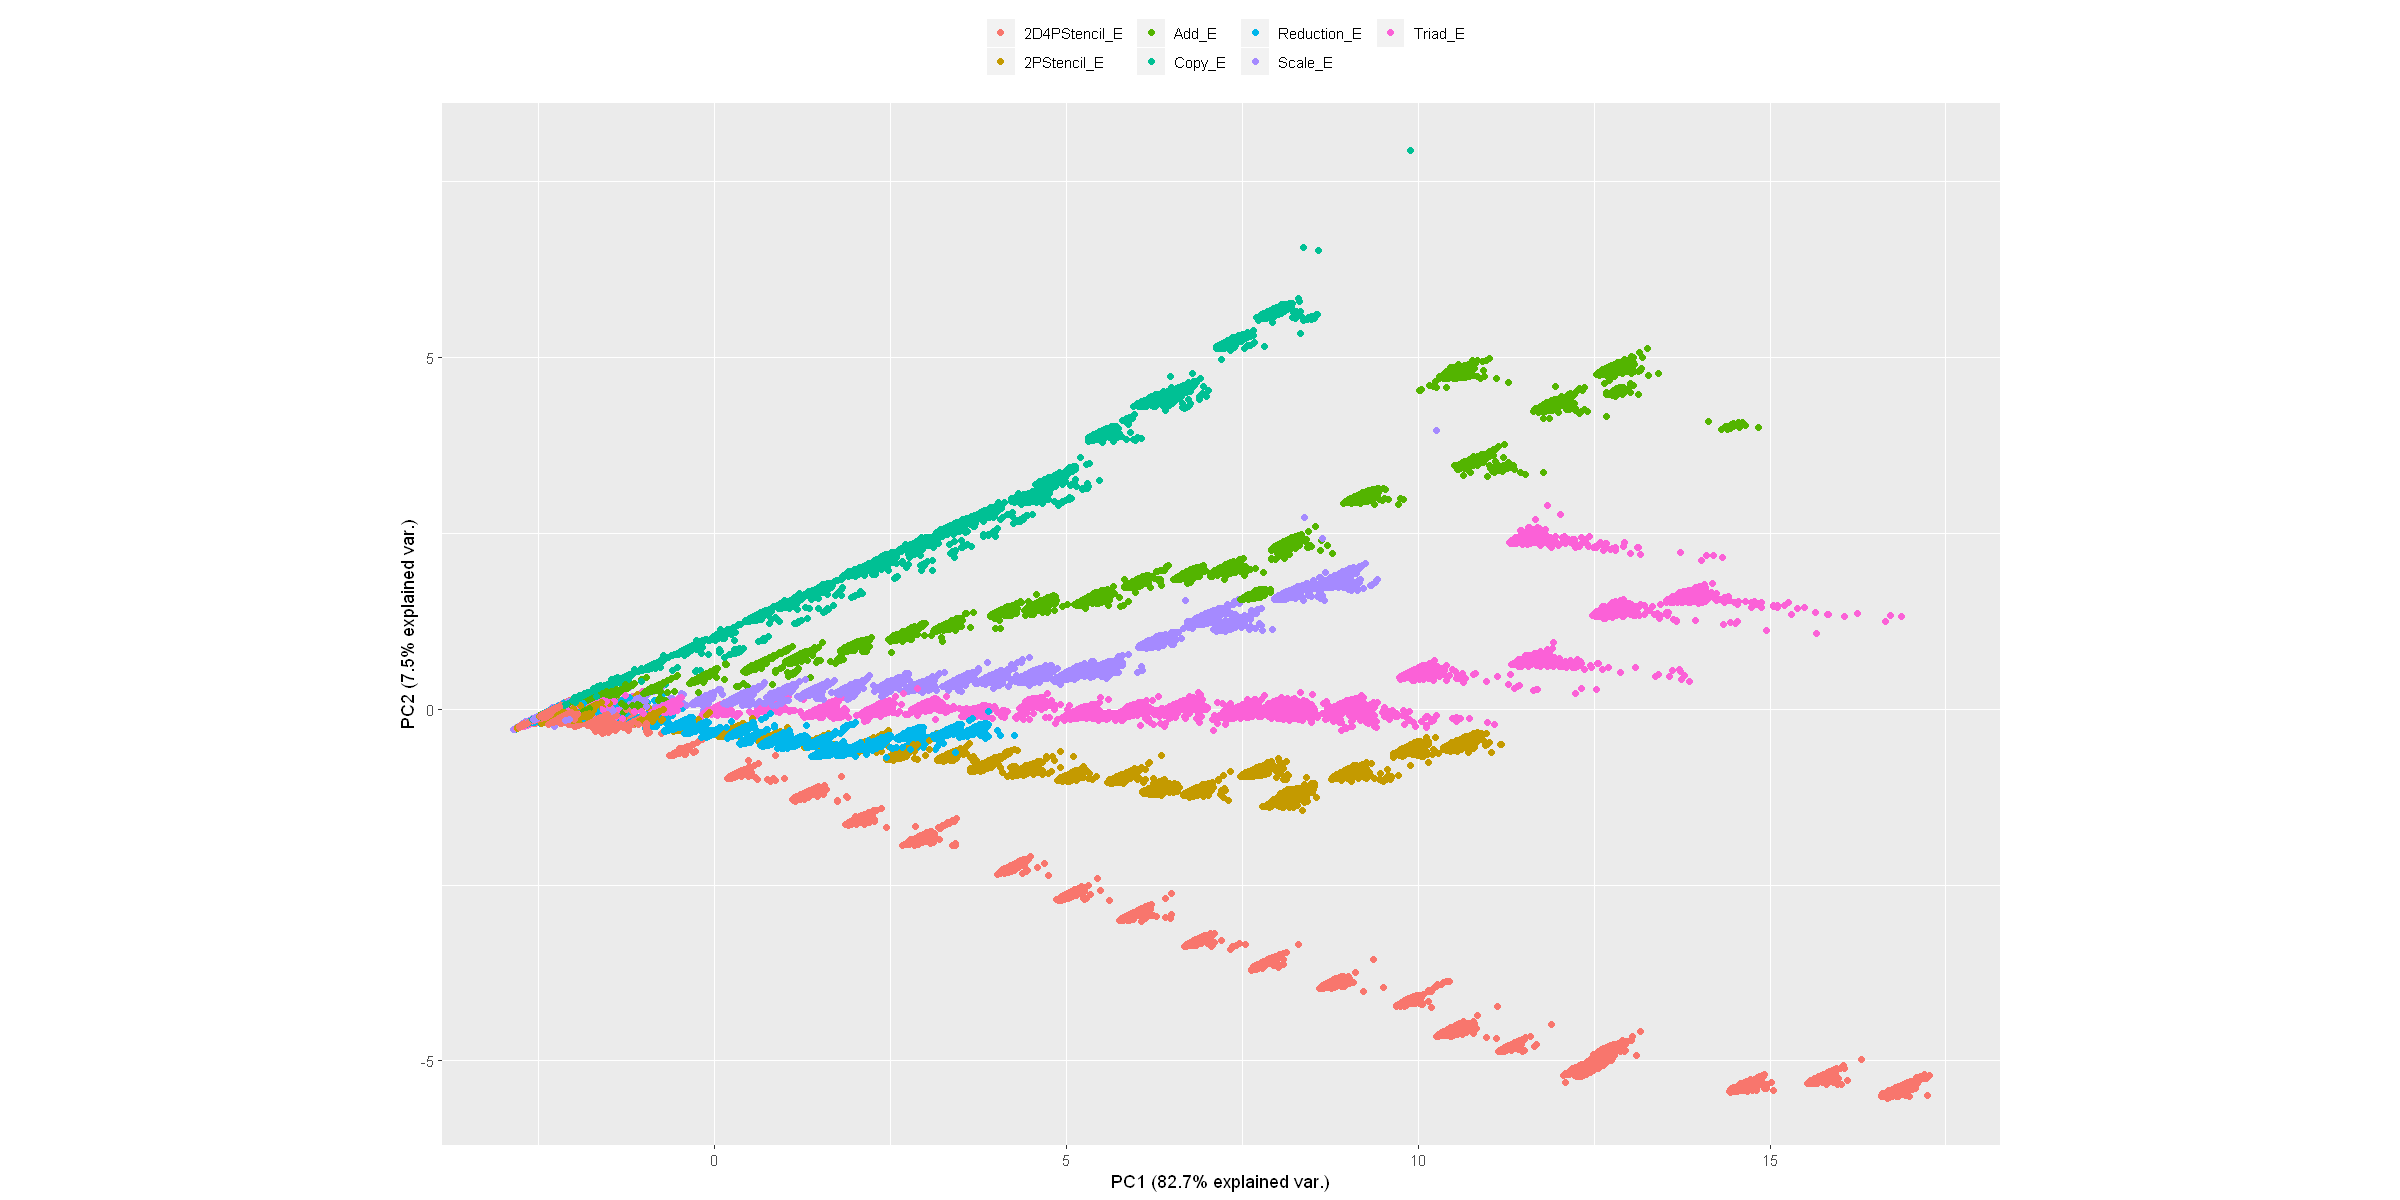 2D4PStencil_E Add_E Reduction_E Triad_E
2PStencil_E Copy_E Scale_E
PC2 (7.5% explained var.)
5
0
-5
0 5 10 15
PC1 (82.7% explained var.)